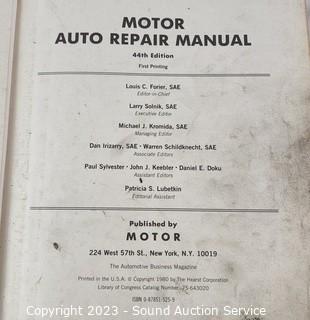 MOTOR
AUTO REPAIR MANUAL
44th Edition
First Printing
Louis C. Forier, SAE
Editor-in-Chief
Larry Solnik, SAE
Executive Editor
Michael J. Kromida, SAE
Managing Editor
Dan Irizarry, SAE · Warren Schildknecht, SAE
Associate Editors
Paul Sylvester · John J. Keebler · Daniel E. Doku
Assistant Editors
Patricia S. Lubetkin
Editorial Assistant
Published by
MOTOR
224 West 57th St., New York, N.Y. 10019
The Automotive Business Magazine
Printed in the U.S.A. © Copyright 1980 by The Hearst Corporation
Library of Congress Catalog Number: 75-643020
ISBN 0-87851-525-9
Copyright 2023 - Sound Auction Service